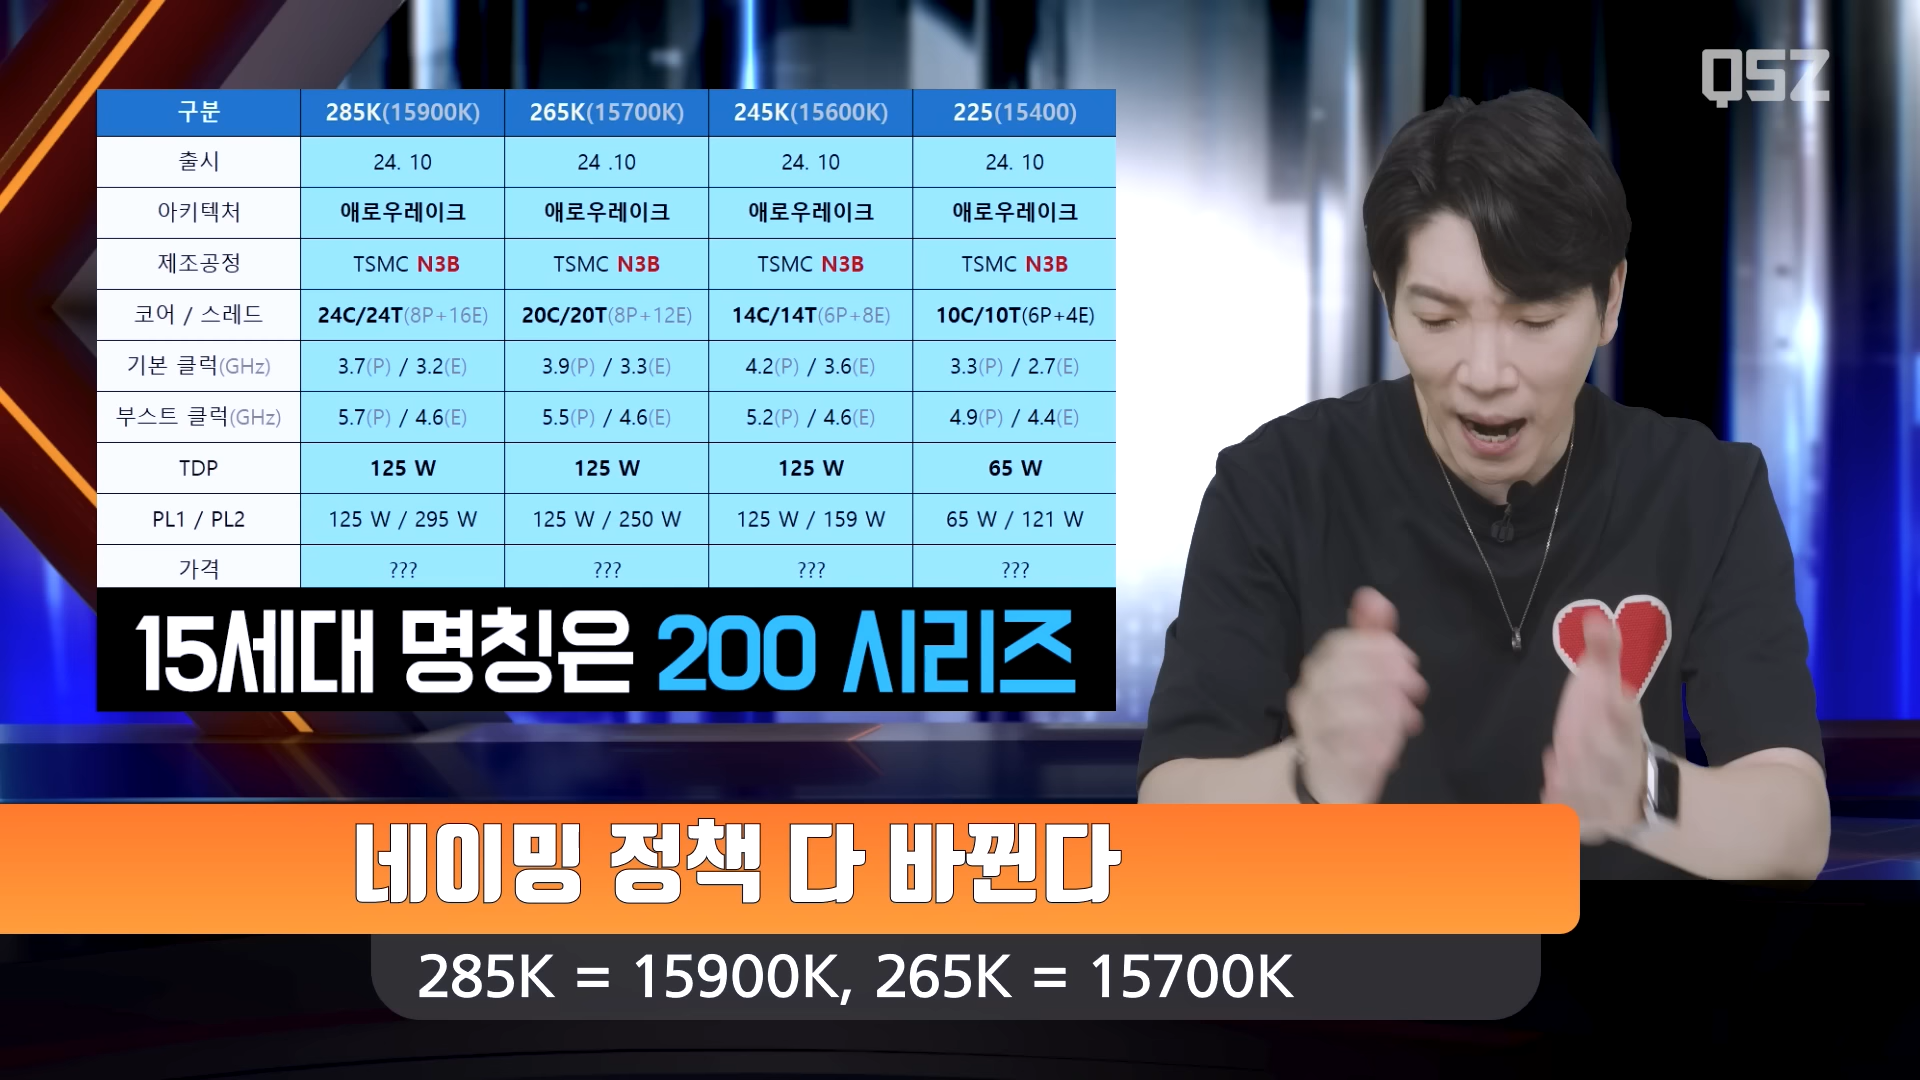 QSZ
구분 285K(15900K) 265K(15700K) 245K(15600K) 225(15400)
출시 24. 10 24 .10 24. 10 24. 10
아키텍처 애로우레이크 애로우레이크 애로우레이크 애로우레이크
제조공정 TSMC N3B TSMC N3B TSMC N3B TSMC N3B
코어 / 스레드 24C/24T(8P+16E) 20C/20T(8P+12E) 14C/14T(6P+8E) 10C/10T(6P+4E)
기본 클럭(GHz) 3.7(P) / 3.2(E) 3.9(P) / 3.3(E) 4.2(P) / 3.6(E) 3.3(P) / 2.7(E)
부스트 클럭(GHz) 5.7(P) / 4.6(E) 5.5(P) / 4.6(E) 5.2(P) / 4.6(E) 4.9(P) / 4.4(E)
TDP 125 W 125 W 125 W 65 W
PL1 / PL2 125 W / 295 W 125 W / 250 W 125 W / 159 W 65 W / 121 W
가격 ??? ??? ??? ???
15세대 명칭은 200 시리즈
네이밍 정책 다 바뀐다
285K = 15900K, 265K = 15700K